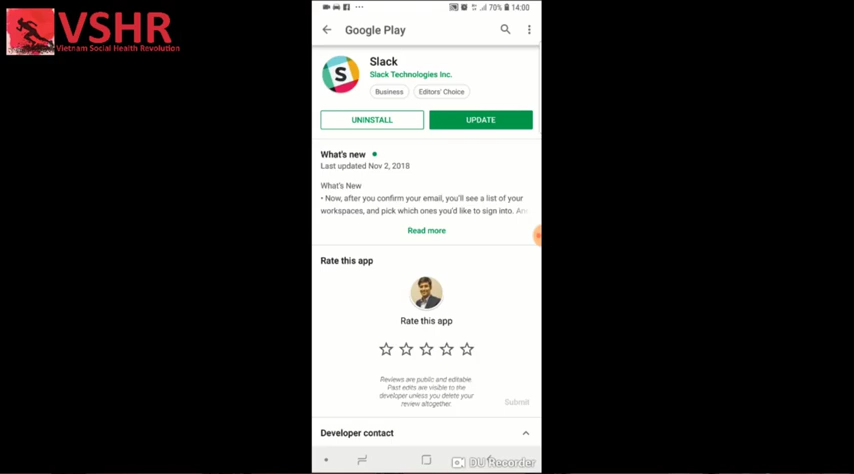 VSHR
Vietnam Social Health Revolution
70% 14:00
Google Play
S
Slack
Slack Technologies Inc.
Business Editors' Choice
UNINSTALL UPDATE
What's new
Last updated Nov 2, 2018
What's New
• Now, after you confirm your email, you'll see a list of your
workspaces, and pick which ones you'd like to sign into. An
Read more
Rate this app
Rate this app
Reviews are public and editable.
Past edits are visible to the
developer unless you delete your
review altogether.
Submit
Developer contact
DU Recorder